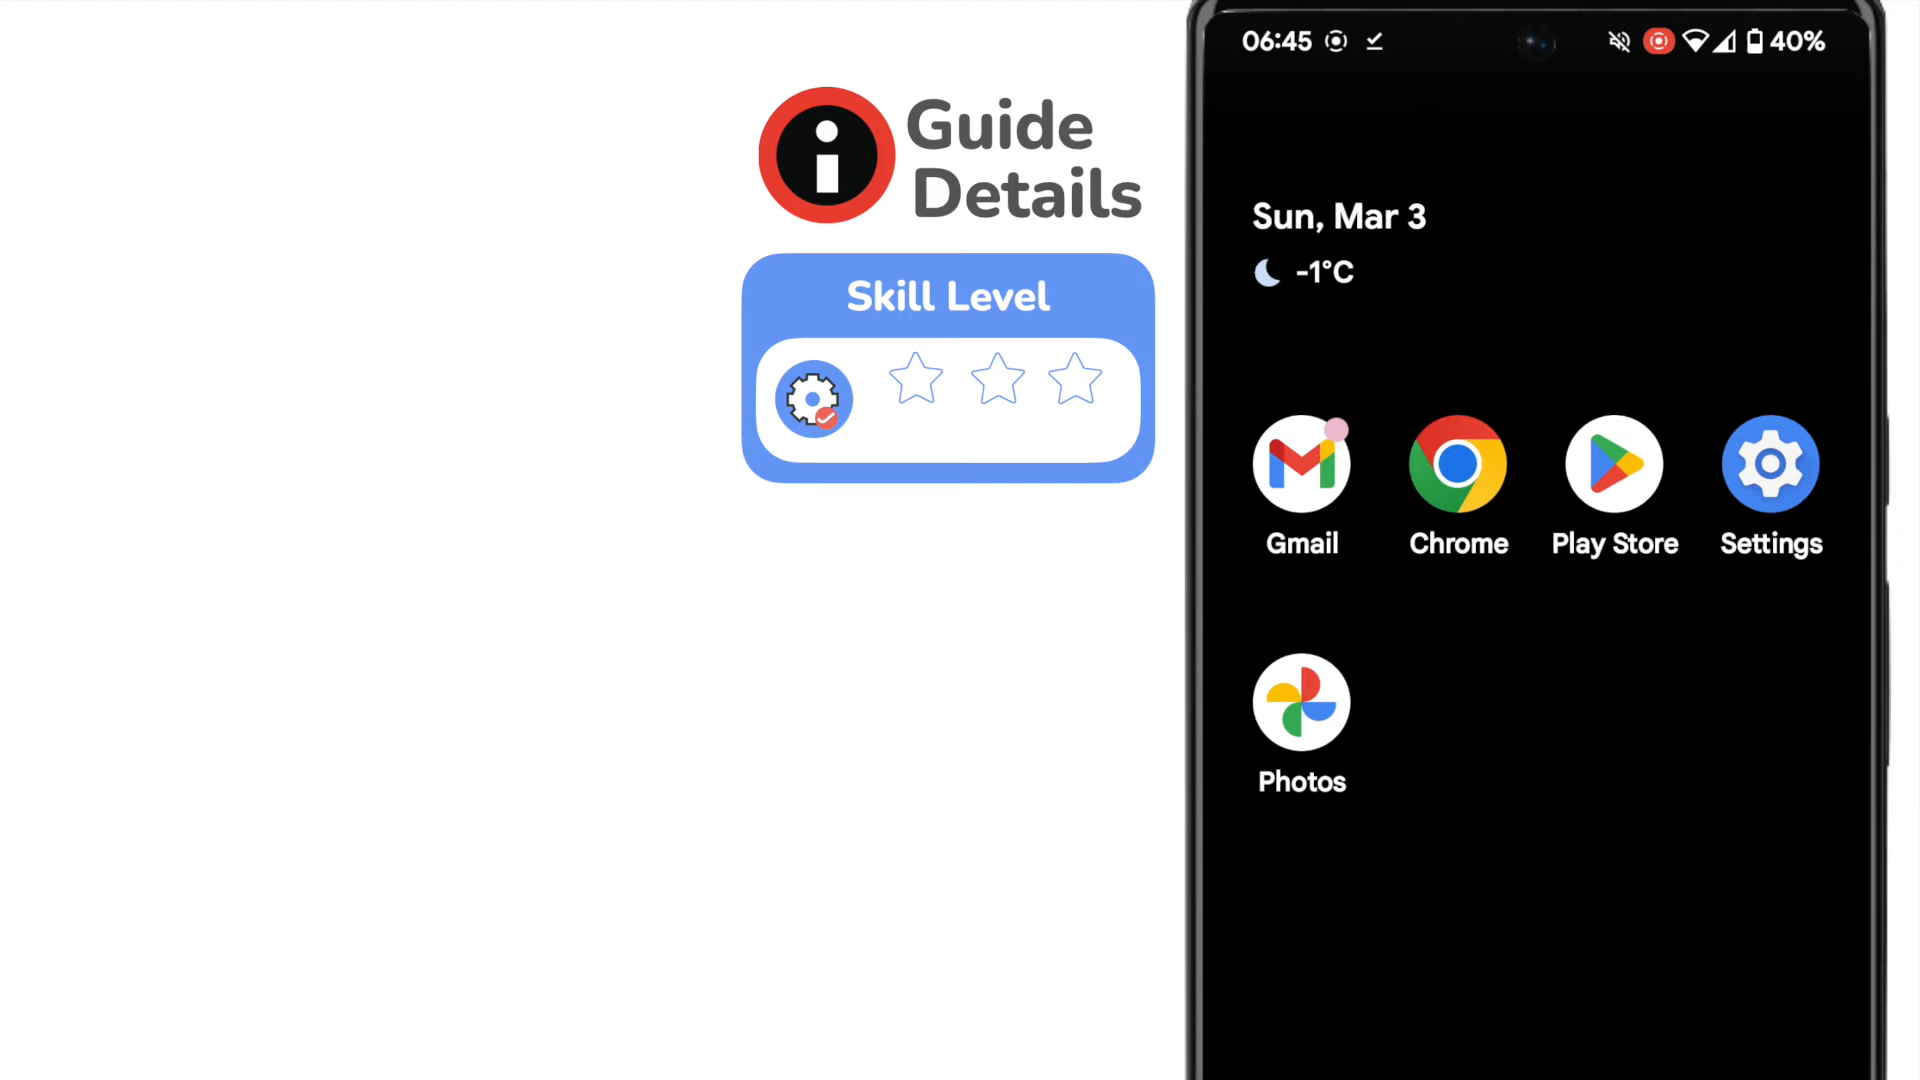 Guide
Details
Skill Level
06:45
40%
Sun, Mar 3
-1°C
Gmail
Chrome
Play Store
Settings
Photos